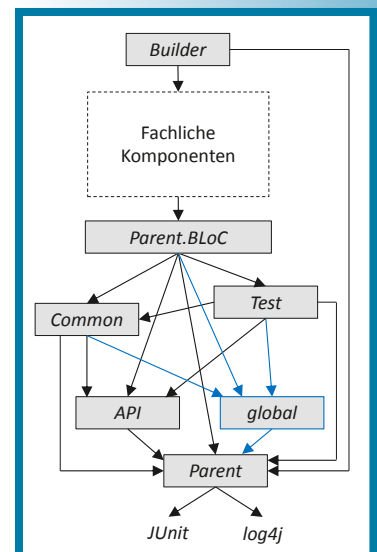 Builder
Fachliche
Komponenten
Parent.BLoC
Test
Common
API
global
Parent
JUnit
log4j